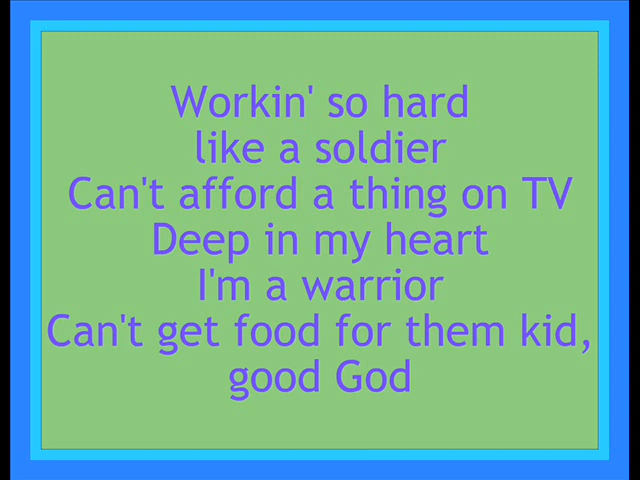 Workin' so hard
like a soldier
Can't afford a thing on TV
Deep in my heart
I'm a warrior
Can't get food for them kid,
good God